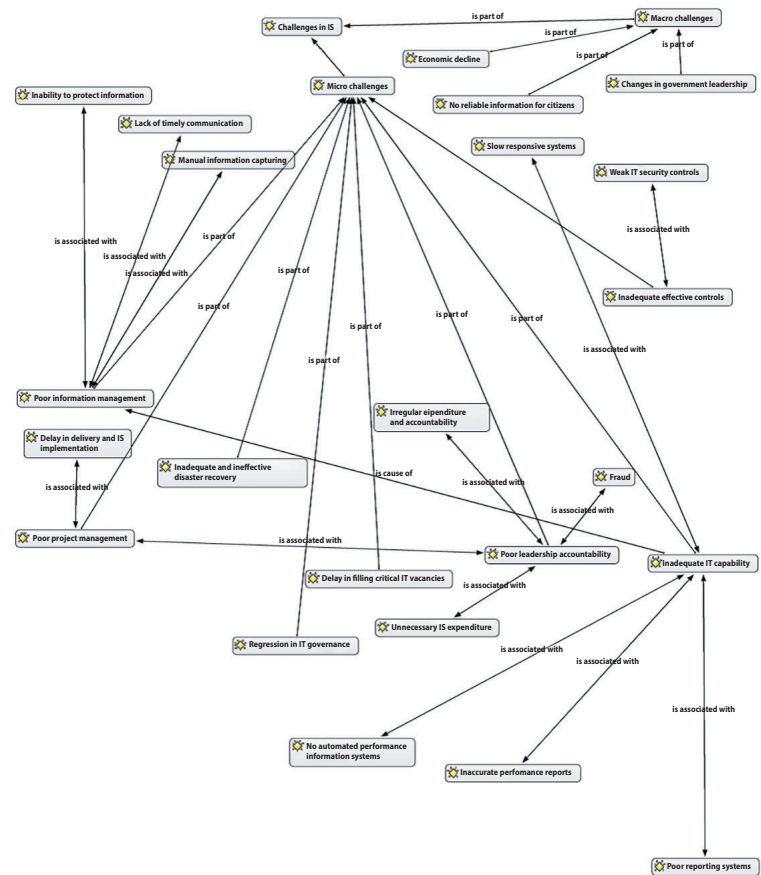 is part of
Macro challenges
Challenges in IS
is part of
Economic decline
is part of
is part of
Micro challenges
Changes in government leadership
Inability to protect information
No reliable information for citizens
Lack of timely communication
Slow responsive systems
Manual information capturing
Weak IT security controls
is associated with
is part of
is associated with
is associated with
is associated with
is part of
Inadequate effective controls
is part of
is part of
is part of
is part of
is associated with
is part of
Poor information management
Irregular eipenditure
and accountability
Delay in delivery and IS
implementation
Inadequate and ineffective
disaster recovery
is cause of
Fraud
is associated with
is associated with
is associated with
Poor project management
is associated with
Poor leadership accountability
Inadequate IT capability
Delay in filling critical IT vacancies
is associated with
Unnecessary IS expenditure
Regression in IT governance
is associated with
is associated with
is associated with
No automated performance
information systems
Inaccurate perfomance reports
Poor reporting systems